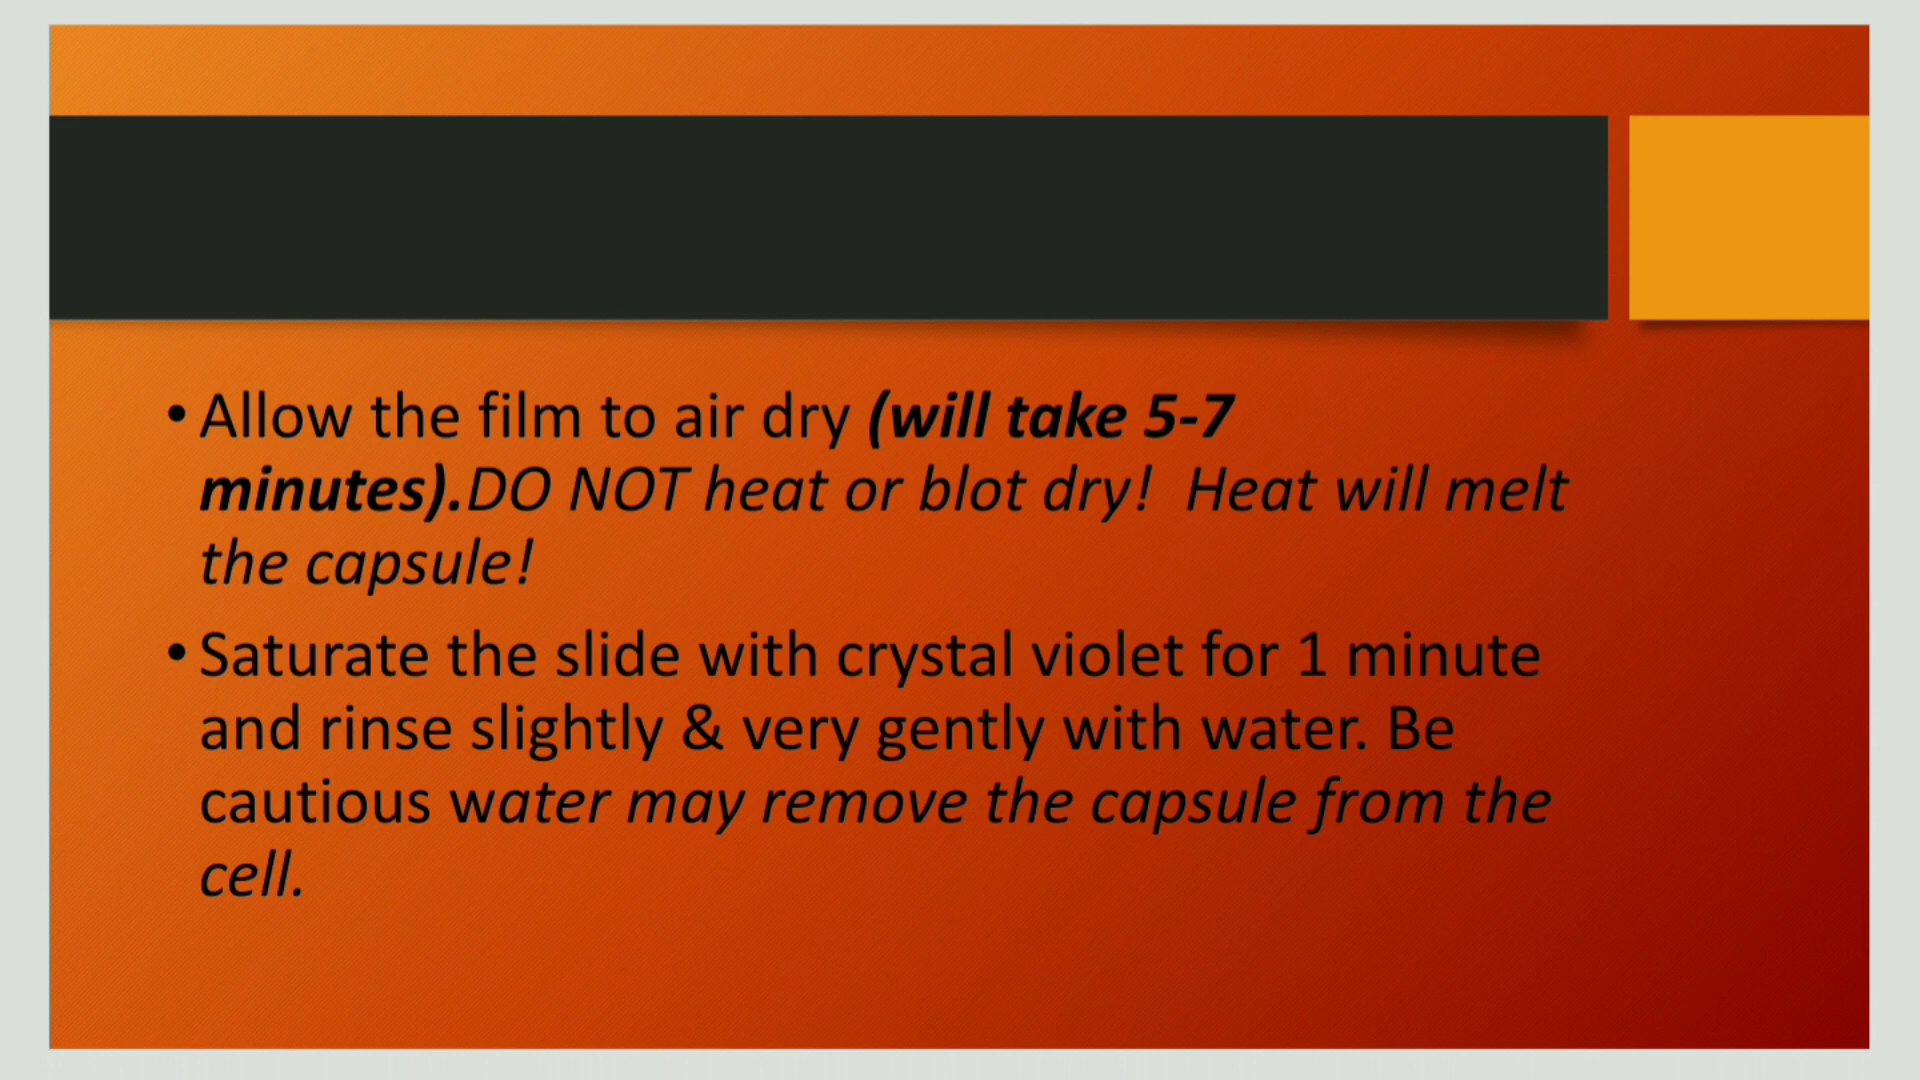 • Allow the film to air dry (will take 5-7
minutes).DO NOT heat or blot dry!  Heat will melt
the capsule!
• Saturate the slide with crystal violet for 1 minute
and rinse slightly & very gently with water. Be
cautious water may remove the capsule from the
cell.